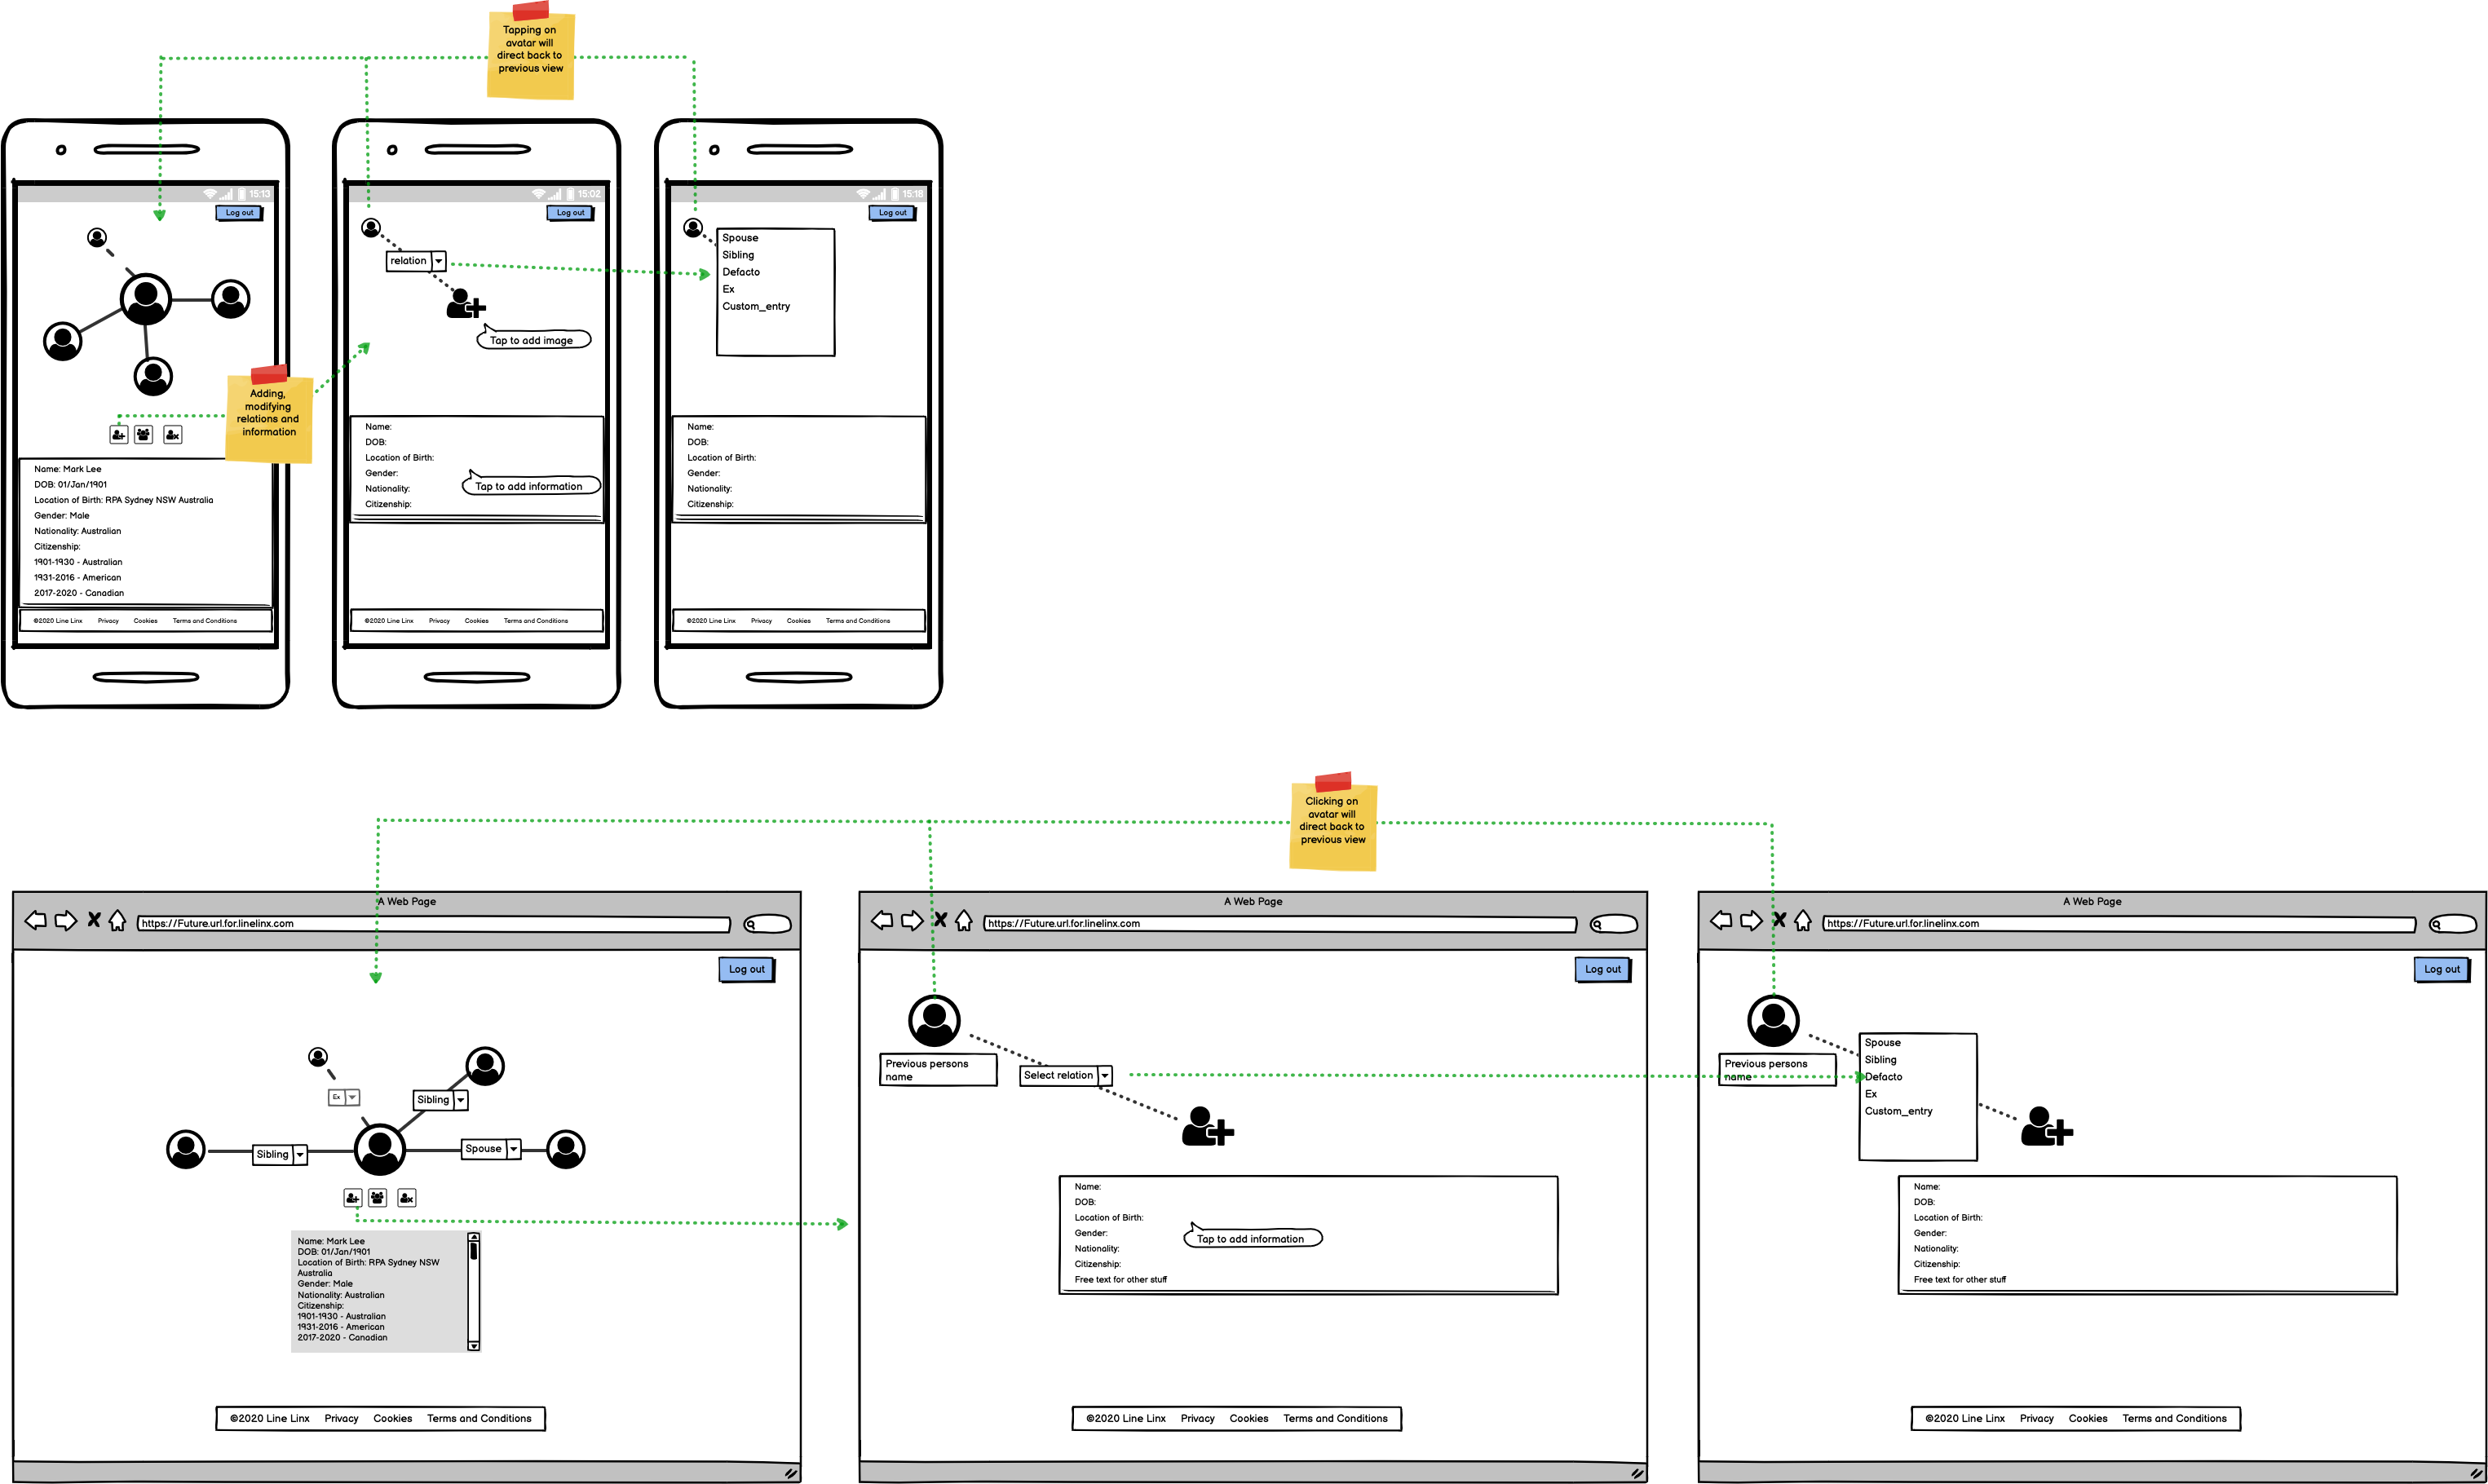 Tapping on
avatar will
direct back to
previous view
15:13
Log out
Adding,
modifying
relations and
information
Name: Mark Lee
DOB: 01/Jan/1901
Location of Birth: RPA Sydney NSW Australia
Gender: Male
Nationality: Australian
Citizenship:
1901-1930 - Australian
1931-2016 - American
2017-2020 - Canadian
©2020 Line Linx Privacy Cookies Terms and Conditions
15:02
Log out
relation
Tap to add image
Name:
DOB:
Location of Birth:
Gender:
Nationality:
Citizenship:
Tap to add information
©2020 Line Linx Privacy Cookies Terms and Conditions
15:18
Log out
Spouse
Sibling
Defacto
Ex
Custom_entry
Name:
DOB:
Location of Birth:
Gender:
Nationality:
Citizenship:
©2020 Line Linx Privacy Cookies Terms and Conditions
Clicking on
avatar will
direct back to
previous view
A Web Page
https://Future.url.for.linelinx.com
Log out
Ex
Sibling
Sibling
Spouse
Name: Mark Lee
DOB: 01/Jan/1901
Location of Birth: RPA Sydney NSW
Australia
Gender: Male
Nationality: Australian
Citizenship:
1901-1930 - Australian
1931-2016 - American
2017-2020 - Canadian
©2020 Line Linx Privacy Cookies Terms and Conditions
A Web Page
https://Future.url.for.linelinx.com
Log out
Previous persons
name
Select relation
Name:
DOB:
Location of Birth:
Gender:
Nationality:
Citizenship:
Free text for other stuff
Tap to add information
©2020 Line Linx Privacy Cookies Terms and Conditions
A Web Page
https://Future.url.for.linelinx.com
Log out
Previous persons
name
Spouse
Sibling
Defacto
Ex
Custom_entry
Name:
DOB:
Location of Birth:
Gender:
Nationality:
Citizenship:
Free text for other stuff
©2020 Line Linx Privacy Cookies Terms and Conditions